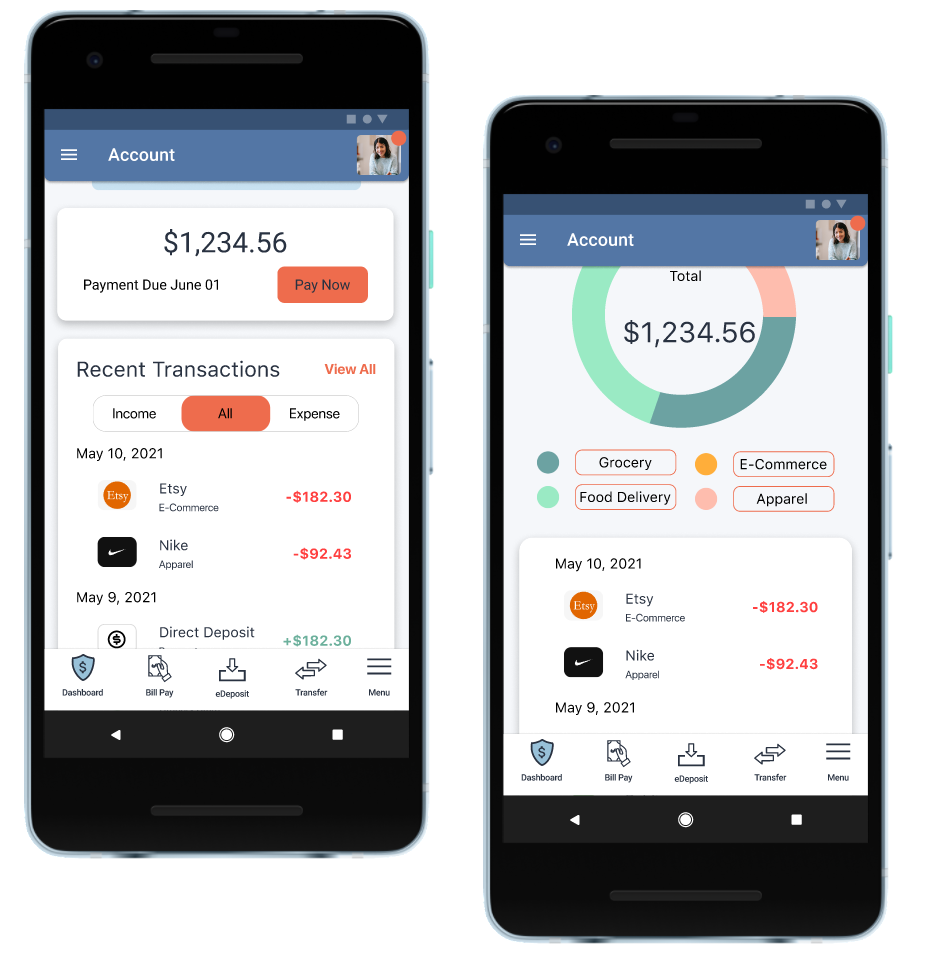 Account
$1,234.56
Payment Due June 01
Pay Now
Recent Transactions
View All
Income
All
Expense
May 10, 2021
Etsy
Etsy
E-Commerce
-$182.30
Nike
Apparel
-$92.43
May 9, 2021
Direct Deposit
+$182.30
Dashboard
Bill Pay
eDeposit
Transfer
Menu
Account
Total
$1,234.56
Grocery
E-Commerce
Food Delivery
Apparel
May 10, 2021
Etsy
Etsy
E-Commerce
-$182.30
Nike
Apparel
-$92.43
May 9, 2021
Dashboard
Bill Pay
eDeposit
Transfer
Menu